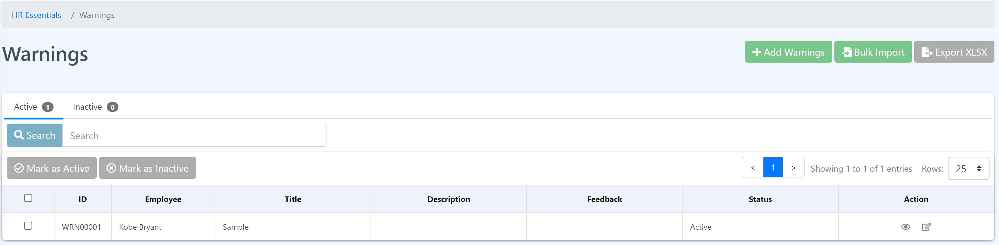 HR Essentials / Warnings
Warnings
Add Warnings Bulk Import Export XLSX
Active 1 Inactive 0
Search Search
Mark as Active Mark as Inactive < 1 > Showing 1 to 1 of 1 entries Rows: 25
ID Employee Title Description Feedback Status Action
WRN00001 Kobe Bryant Sample Active